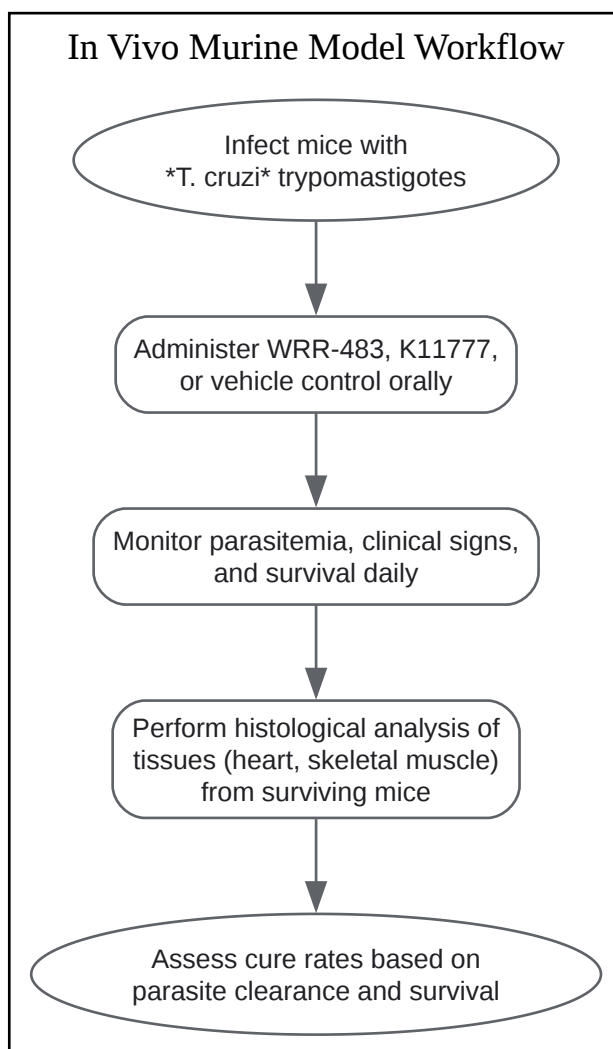 In Vivo Murine Model Workflow
Infect mice with
*T. cruzi* trypomastigotes
Administer WRR-483, K11777,
or vehicle control orally
Monitor parasitemia, clinical signs,
and survival daily
Perform histological analysis of
tissues (heart, skeletal muscle)
from surviving mice
Assess cure rates based on
parasite clearance and survival